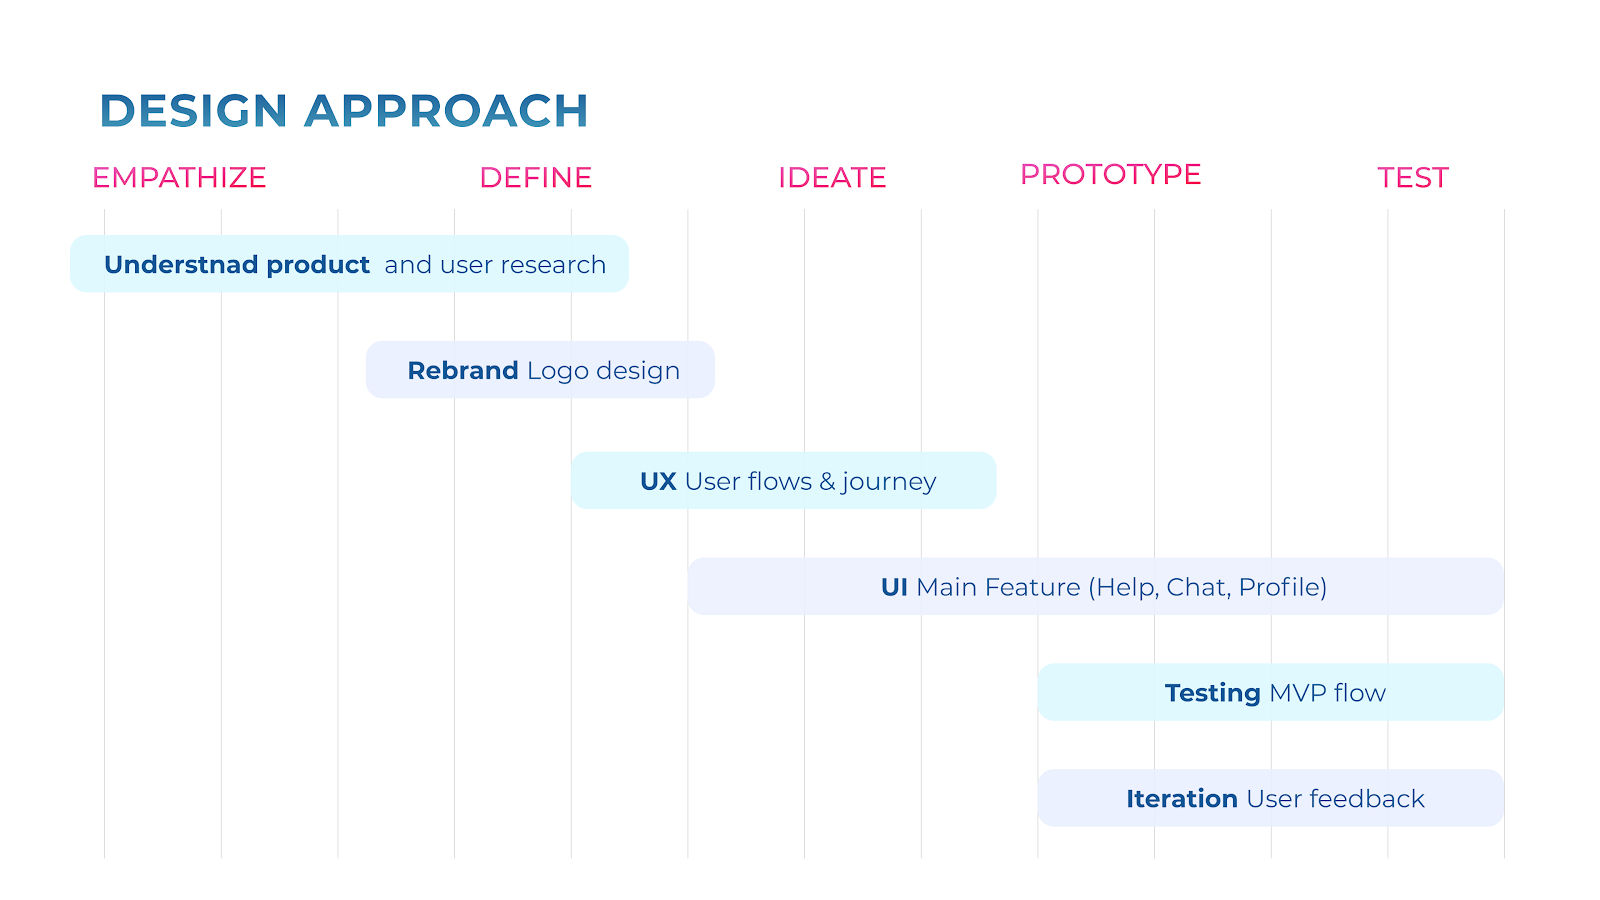 DESIGN APPROACH
EMPATHIZE DEFINE IDEATE PROTOTYPE TEST
Understnad product and user research
Rebrand Logo design
UX User flows & journey
UI Main Feature (Help, Chat, Profile)
Testing MVP flow
Iteration User feedback